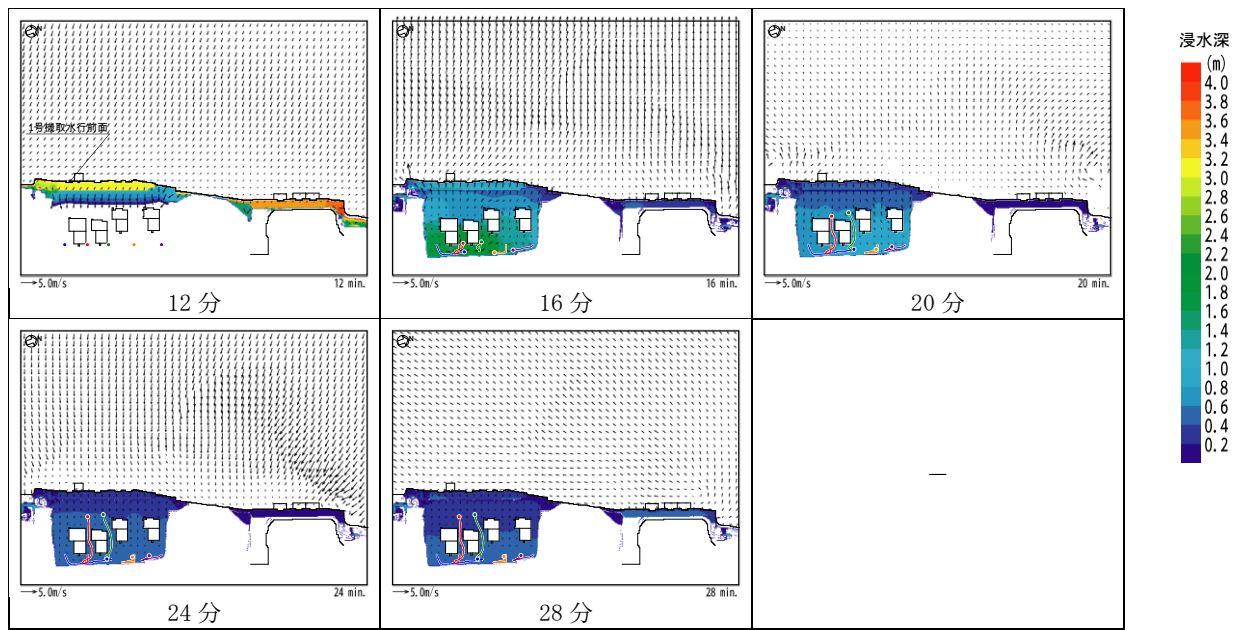 浸水深
(m)
4.0
3.8
3.6
3.4
3.2
3.0
2.8
2.6
2.4
2.2
2.0
1.8
1.6
1.4
1.2
1.0
0.8
0.6
0.4
0.2
N
1号機取水行前面
5.0m/s
12 min.
12 分
N
5.0m/s
16 min.
16 分
N
5.0m/s
20 min.
20 分
N
5.0m/s
24 min.
24 分
N
5.0m/s
28 min.
28 分
—